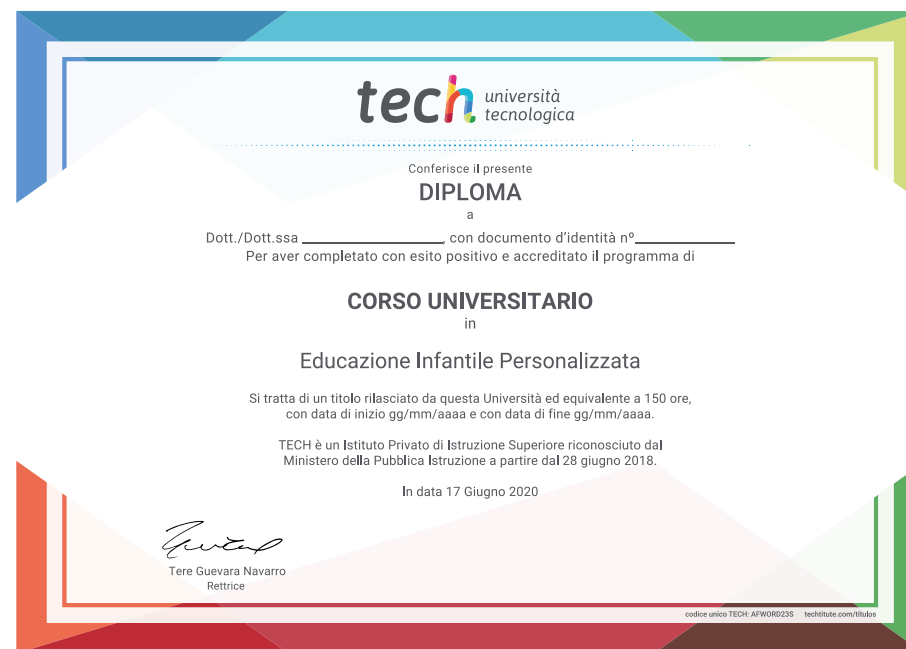 tech università
tecnologica
Conferisce il presente
DIPLOMA
a
Dott./Dott.ssa ____________________, con documento d'identità nº______________
Per aver completato con esito positivo e accreditato il programma di
CORSO UNIVERSITARIO
in
Educazione Infantile Personalizzata
Si tratta di un titolo rilasciato da questa Università ed equivalente a 150 ore,
con data di inizio gg/mm/aaaa e con data di fine gg/mm/aaaa.
TECH è un Istituto Privato di Istruzione Superiore riconosciuto dal
Ministero della Pubblica Istruzione a partire dal 28 giugno 2018.
In data 17 Giugno 2020
Tere Guevara Navarro
Rettrice
codice unico TECH: AFWORD23S techtitute.com/títulos